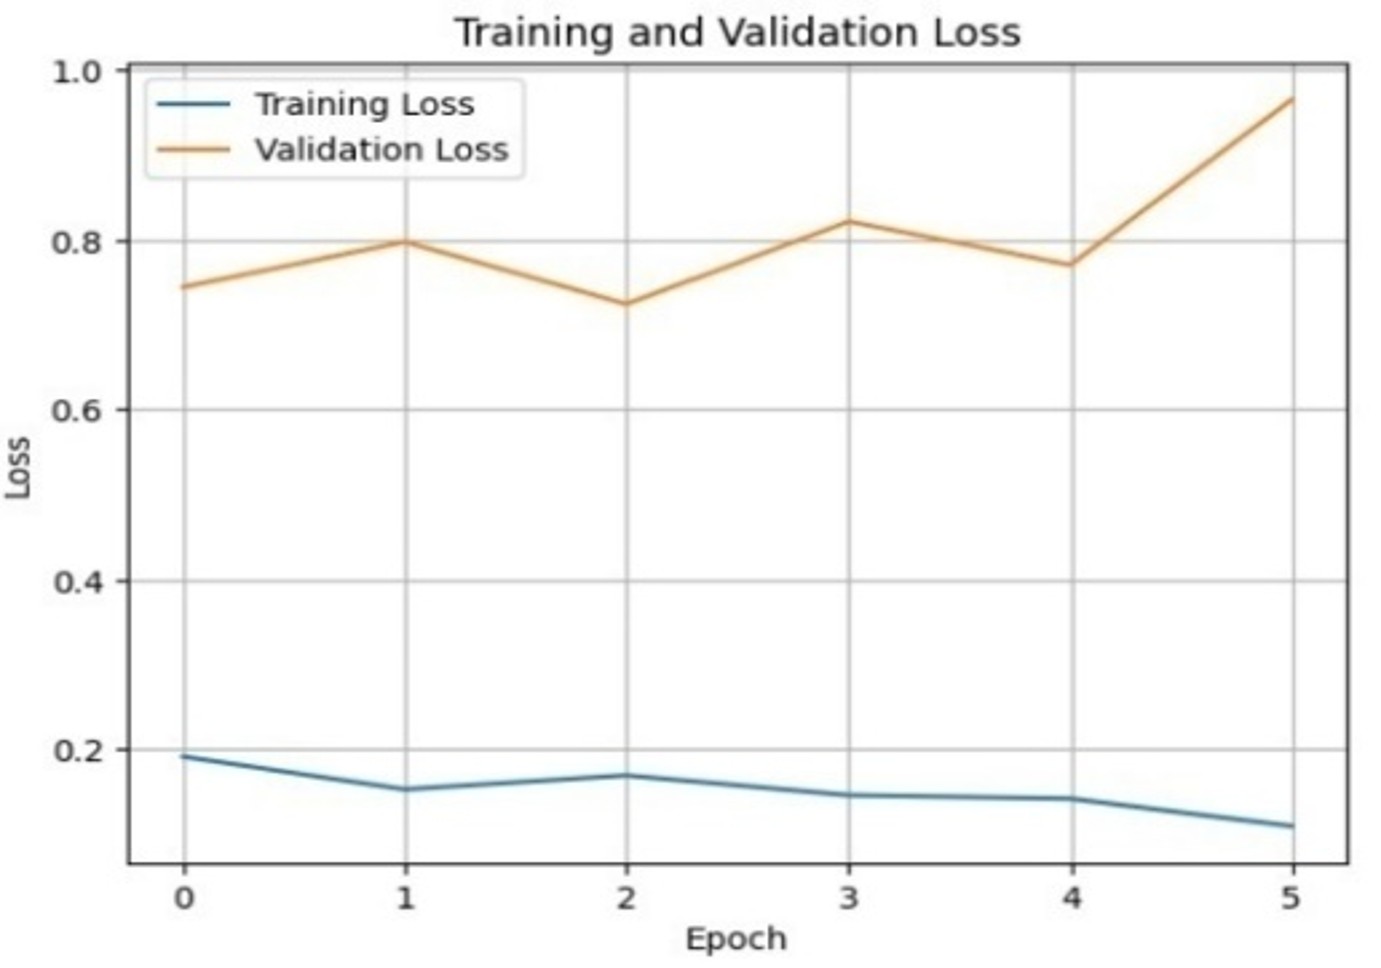 Training and Validation Loss
1.0
Training Loss
Validation Loss
0.8
0.6
Loss
0.4
0.2
0 1 2 3 4 5
Epoch